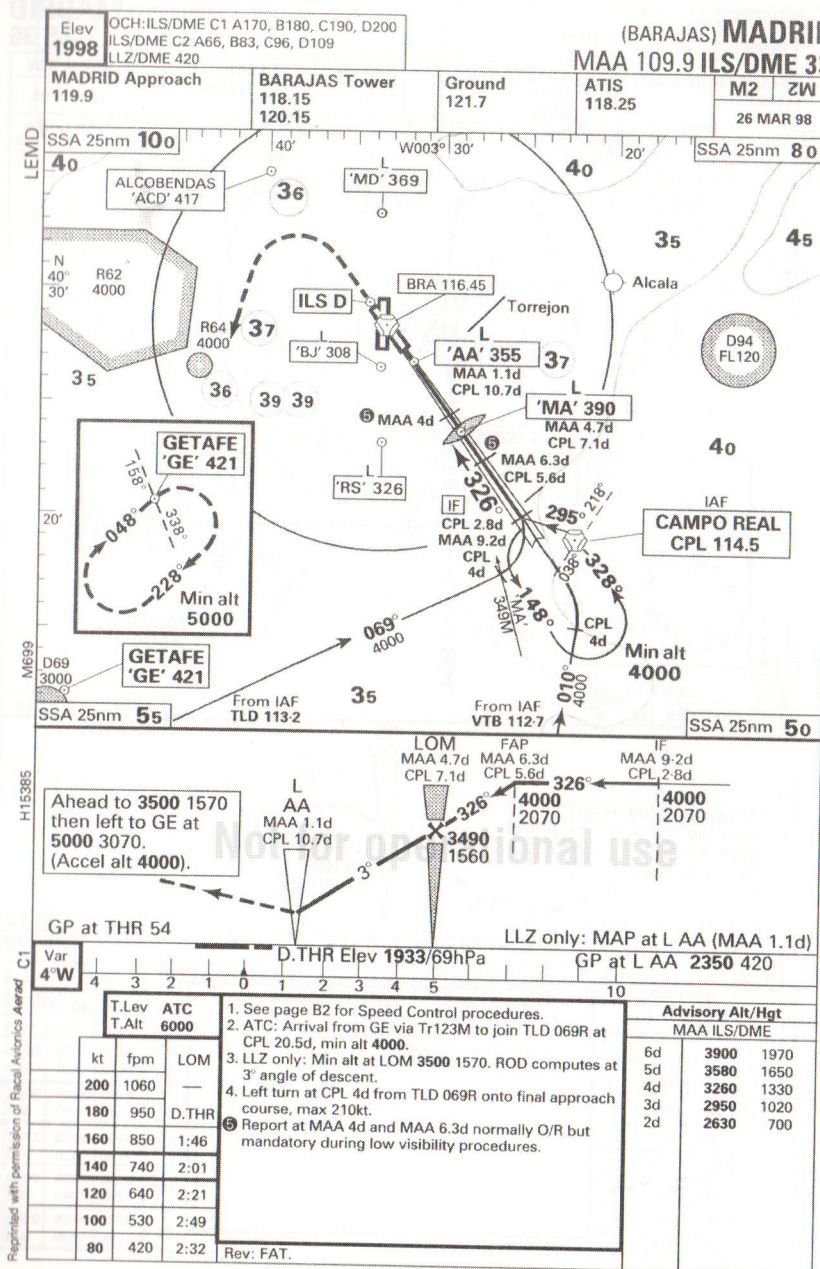 Elev
1998
OCH:ILS/DME C1 A170, B180, C190, D200
ILS/DME C2 A66, B83, C96, D109
LLZ/DME 420
(BARAJAS) MADRI
MAA 109.9 ILS/DME 3
MADRID Approach
119.9
BARAJAS Tower
118.15
120.15
Ground
121.7
ATIS
118.25
M2
26 MAR 98
LEMD
SSA 25nm 100
40'
W003° 30'
20'
SSA 25nm 80
40
ALCOBENDAS
'ACD' 417
36
L
'MD' 369
40
35
45
N
40°
30'
R62
4000
ILS D
BRA 116.45
Alcala
Torrejon
R64
4000
37
L
'BJ' 308
L
'AA' 355
MAA 1.1d
CPL 10.7d
37
D94
FL120
35
36
39
39
L
'MA' 390
MAA 4.7d
CPL 7.1d
❺ MAA 4d
❺
MAA 6.3d
CPL 5.6d
40
GETAFE
'GE' 421
158°
338°
048°
228°
Min alt
5000
L
'RS' 326
326°
IF
CPL 2.8d
MAA 9.2d
CPL
4d
295°
218°
IAF
CAMPO REAL
CPL 114.5
038°
328°
20'
148°
'MA'
349M
CPL
4d
Min alt
4000
069°
4000
010°
4000
M699
D69
3000
GETAFE
'GE' 421
35
From IAF
TLD 113·2
From IAF
VTB 112·7
SSA 25nm 55
SSA 25nm 50
H15385
Ahead to 3500 1570
then left to GE at
5000 3070.
(Accel alt 4000).
L
AA
MAA 1.1d
CPL 10.7d
LOM
MAA 4.7d
CPL 7.1d
FAP
MAA 6.3d
CPL 5.6d
IF
MAA 9·2d
CPL 2·8d
326°
326°
4000
2070
4000
2070
3490
1560
3°
Not for operational use
GP at THR 54
LLZ only: MAP at L AA (MAA 1.1d)
D.THR Elev 1933/69hPa
GP at L AA 2350 420
C1
Var
4°W
4 3 2 1 0 1 2 3 4 5 10
T.Lev ATC
T.Alt 6000
kt fpm LOM
200 1060 —
180 950 D.THR
160 850 1:46
140 740 2:01
120 640 2:21
100 530 2:49
80 420 2:32
1. See page B2 for Speed Control procedures.
2. ATC: Arrival from GE via Tr123M to join TLD 069R at
CPL 20.5d, min alt 4000.
3. LLZ only: Min alt at LOM 3500 1570. ROD computes at
3° angle of descent.
4. Left turn at CPL 4d from TLD 069R onto final approach
course, max 210kt.
❺ Report at MAA 4d and MAA 6.3d normally O/R but
mandatory during low visibility procedures.
Rev: FAT.
Advisory Alt/Hgt
MAA ILS/DME
6d 3900 1970
5d 3580 1650
4d 3260 1330
3d 2950 1020
2d 2630 700
Reprinted with permission of Racal Avionics Aerad